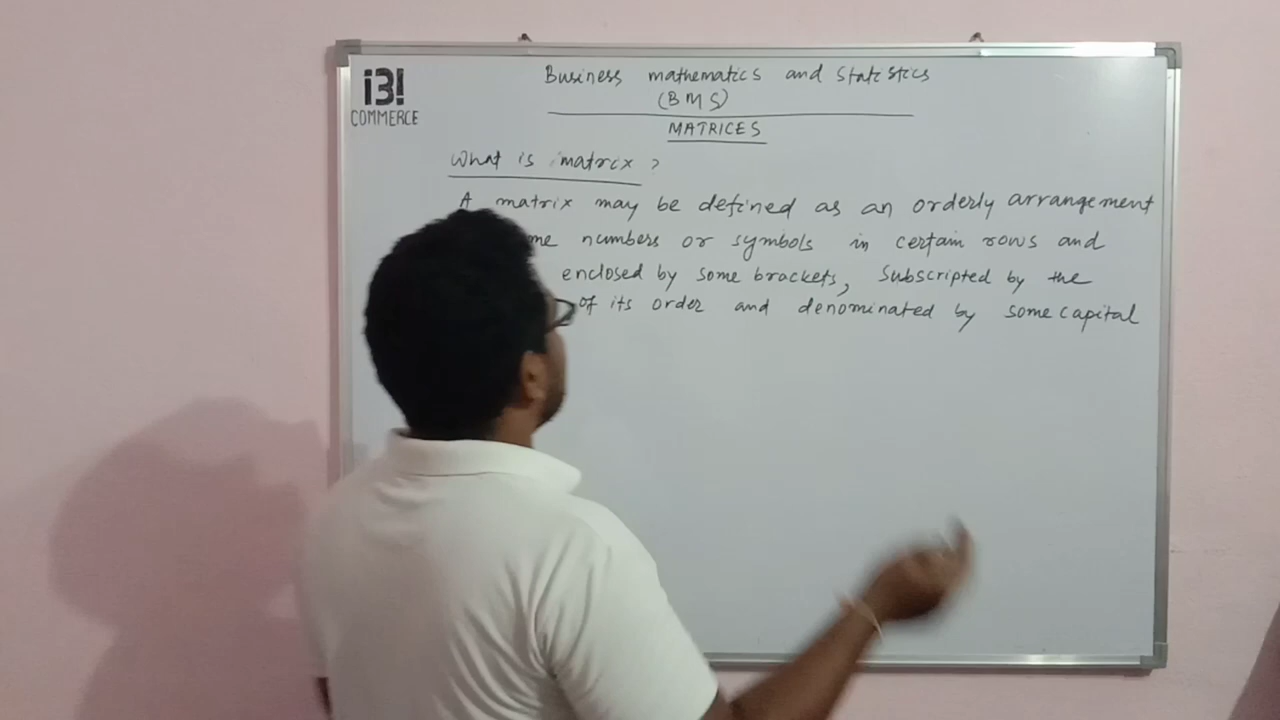 i3!
COMMERCE
Business mathematics and statistics
(BMS)
MATRICES
What is matrix ?
A matrix may be defined as an orderly arrangement
me numbers or symbols in certain rows and
enclosed by some brackets, subscripted by the
of its order and denominated by some capital